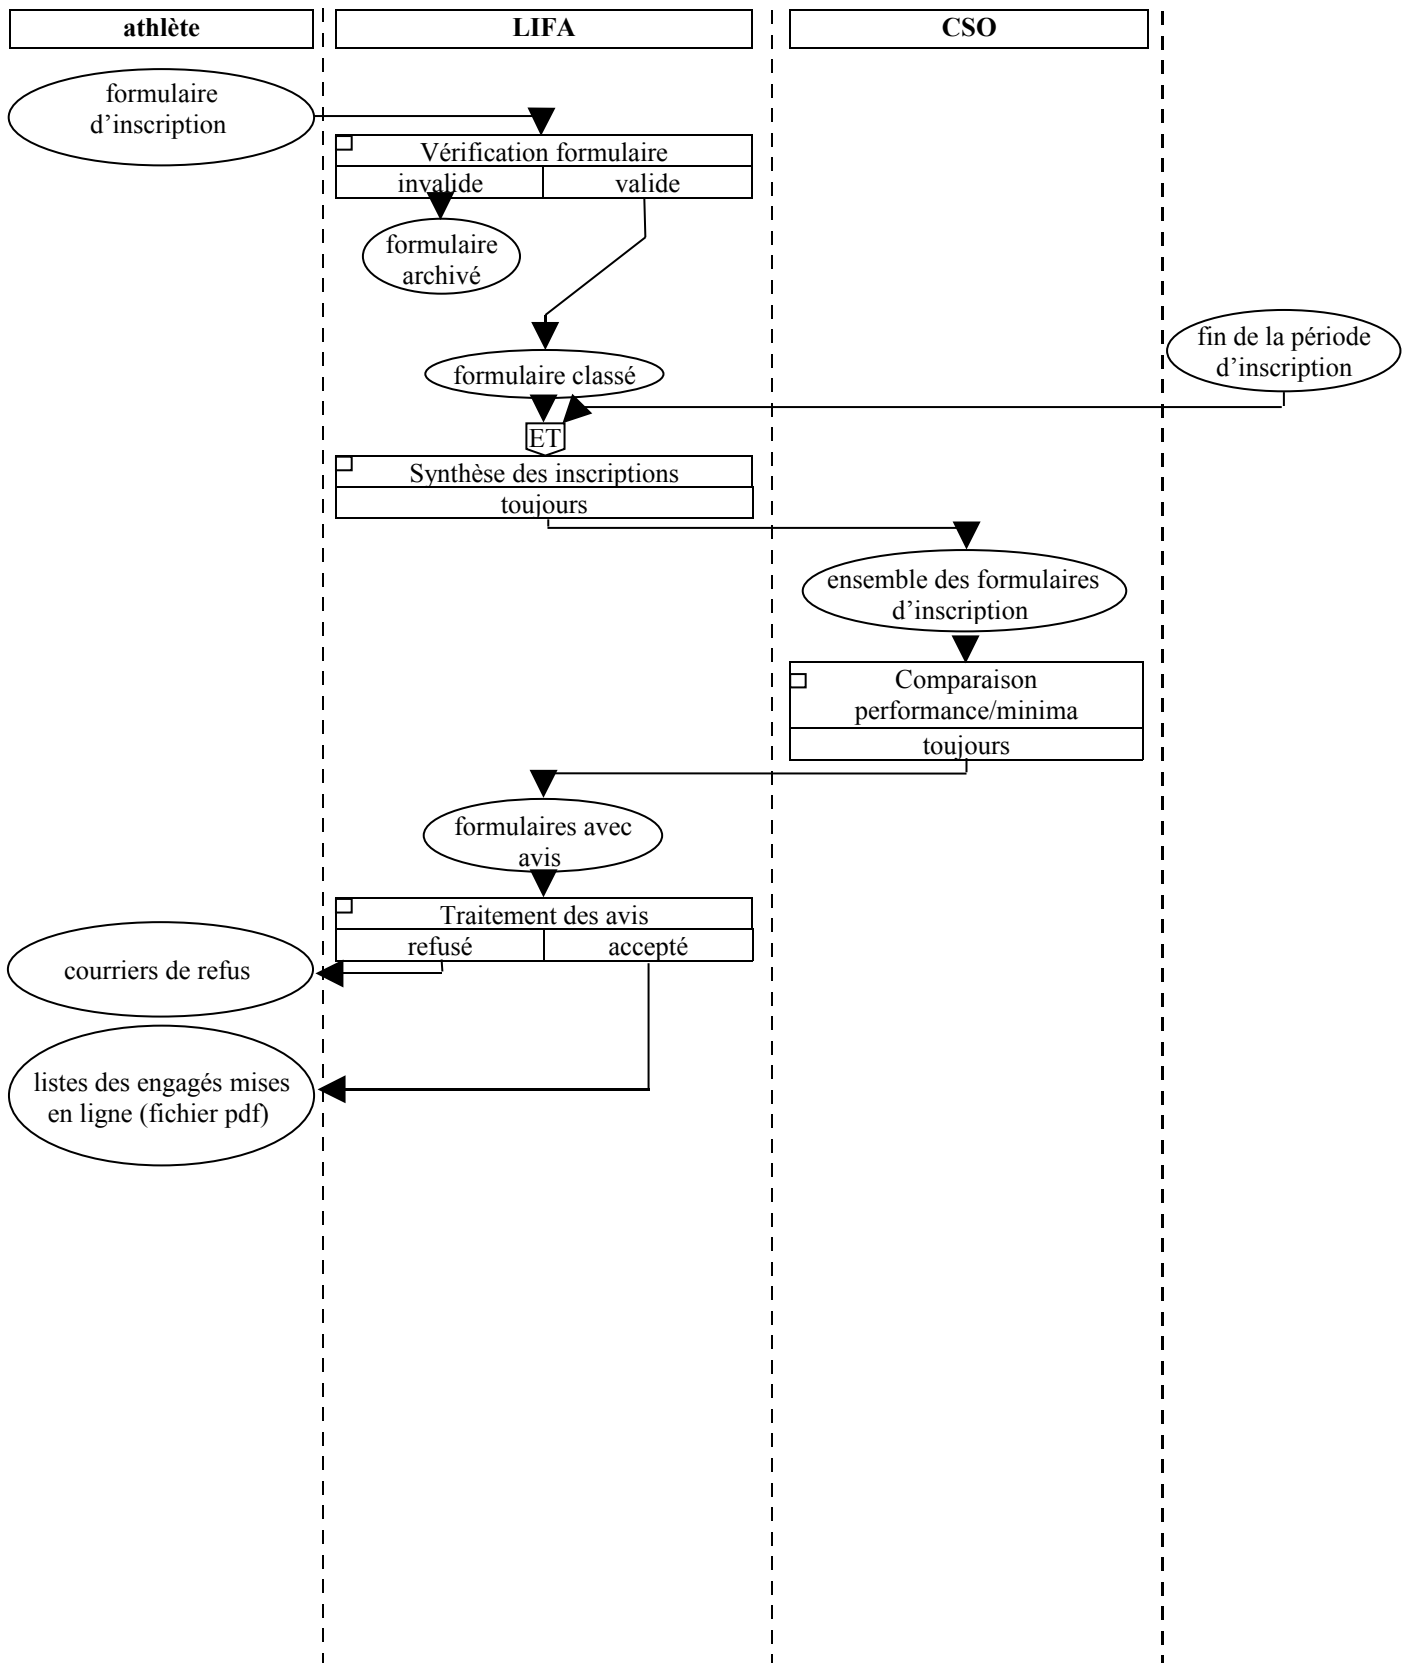 athlète
LIFA
CSO
formulaire
d’inscription
Vérification formulaire
invalide
valide
formulaire
archivé
fin de la période
d’inscription
formulaire classé
ET
Synthèse des inscriptions
toujours
ensemble des formulaires
d’inscription
Comparaison
performance/minima
toujours
formulaires avec
avis
Traitement des avis
refusé
accepté
courriers de refus
listes des engagés mises
en ligne (fichier pdf)